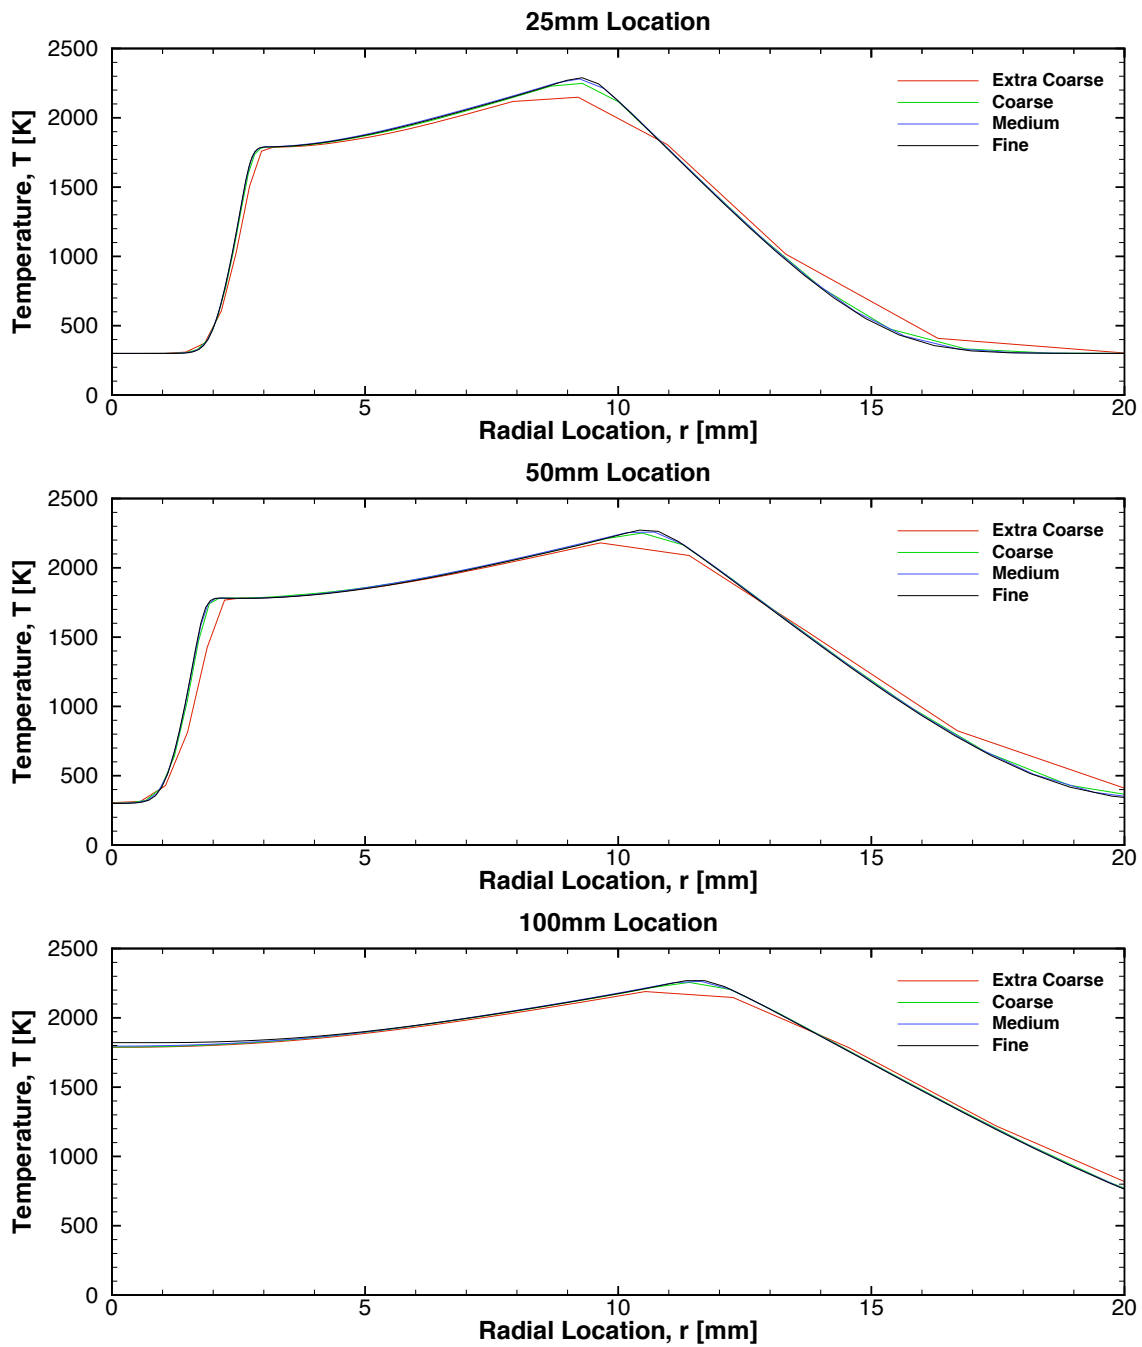 25mm Location
2500
2000
1500
1000
500
0
Temperature, T [K]
Extra Coarse
Coarse
Medium
Fine
0 5 10 15 20
Radial Location, r [mm]
50mm Location
2500
2000
1500
1000
500
0
Temperature, T [K]
Extra Coarse
Coarse
Medium
Fine
0 5 10 15 20
Radial Location, r [mm]
100mm Location
2500
2000
1500
1000
500
0
Temperature, T [K]
Extra Coarse
Coarse
Medium
Fine
0 5 10 15 20
Radial Location, r [mm]